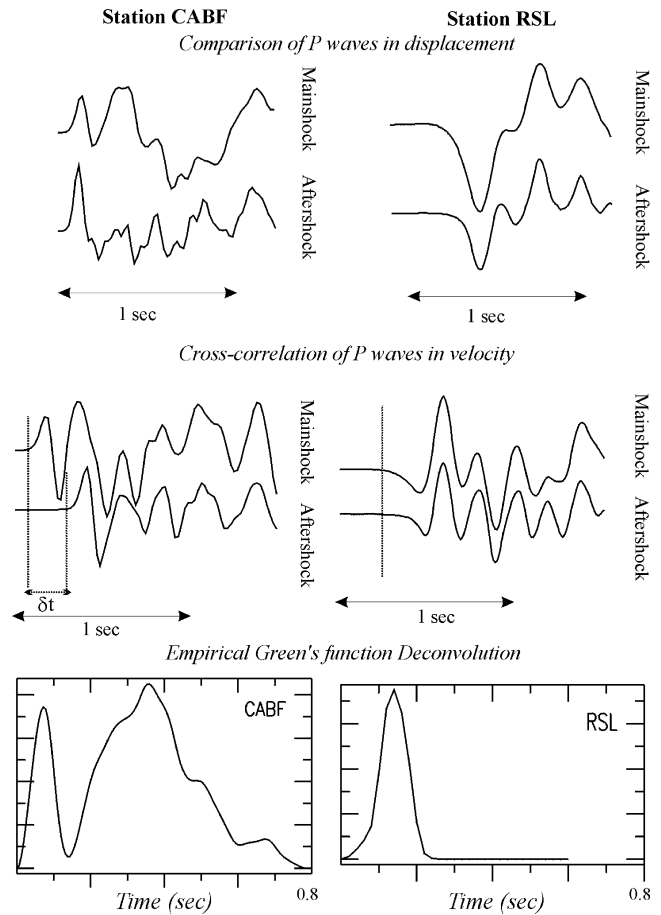 Station CABF
Station RSL
Comparison of P waves in displacement
Mainshock
Aftershock
Mainshock
Aftershock
1 sec
1 sec
Cross-correlation of P waves in velocity
Mainshock
Aftershock
Mainshock
Aftershock
δt
1 sec
1 sec
Empirical Green's function Deconvolution
CABF
RSL
Time (sec)
0.8
Time (sec)
0.8